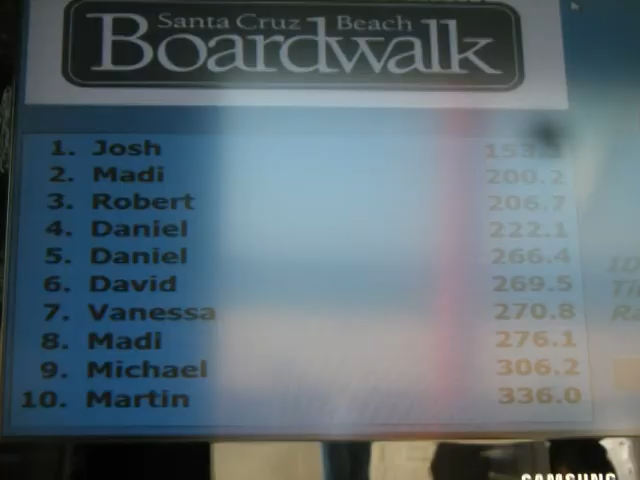 Santa Cruz Beach
Boardwalk
1. Josh
2. Madi 200.2
3. Robert 206.7
4. Daniel 222.1
5. Daniel 266.4
6. David 269.5
7. Vanessa 270.8
8. Madi 276.1
9. Michael 306.2
10. Martin 336.0
SAMSUNG